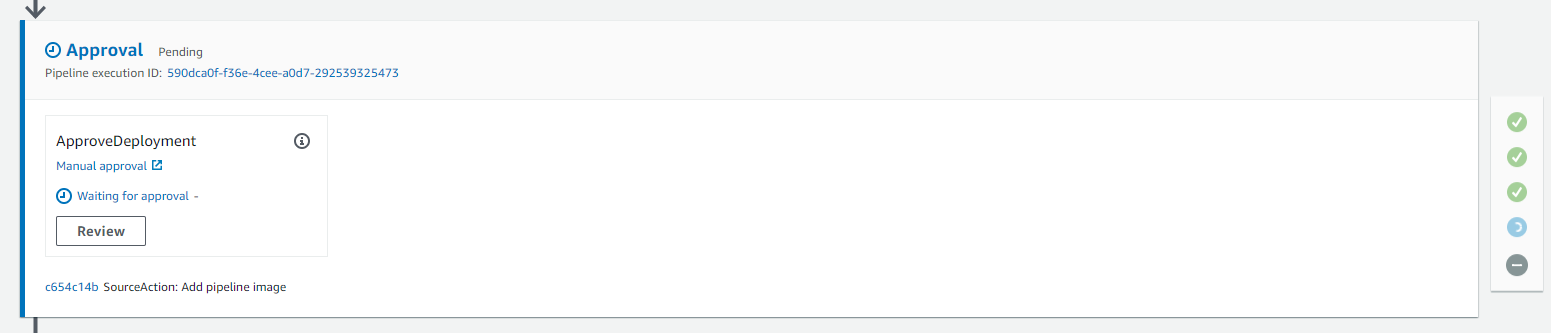 Approval Pending
Pipeline execution ID: 590dca0f-f36e-4cee-a0d7-292539325473
ApproveDeployment
Manual approval
Waiting for approval -
Review
c654c14b SourceAction: Add pipeline image